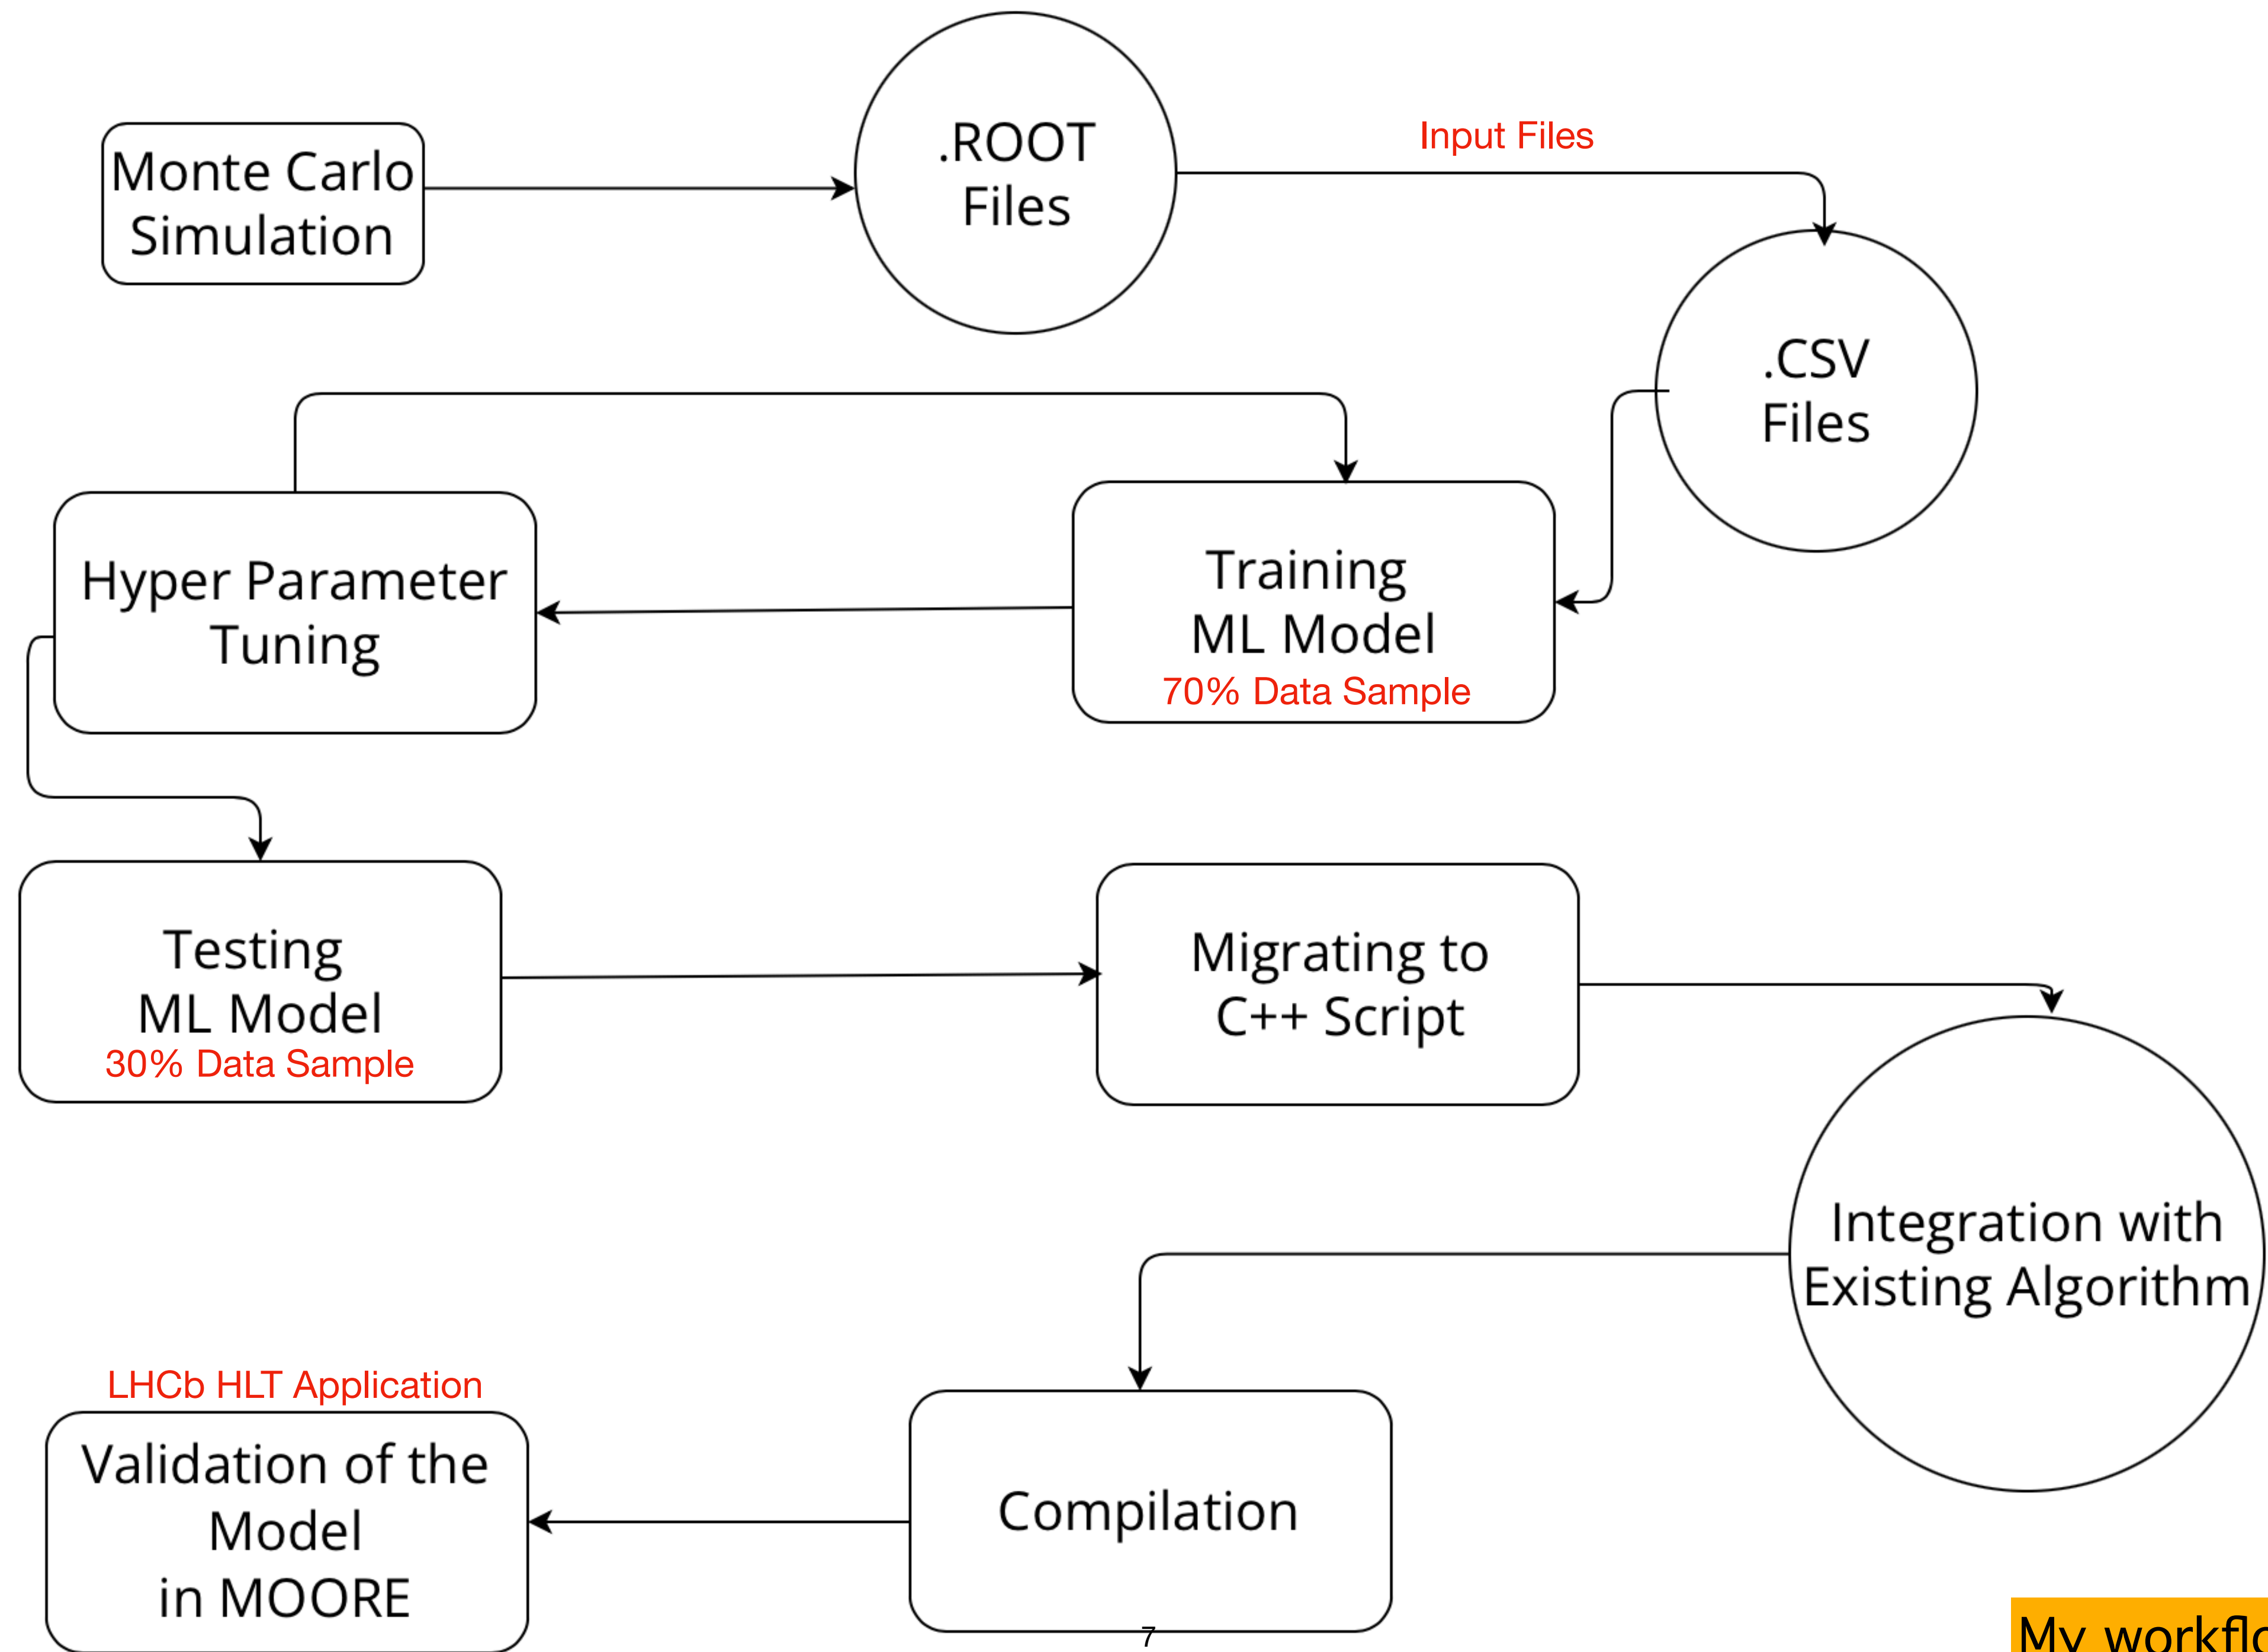 Monte Carlo
Simulation
.ROOT
Files
Input Files
.CSV
Files
Hyper Parameter
Tuning
Training
ML Model
70% Data Sample
Testing
ML Model
30% Data Sample
Migrating to
C++ Script
Integration with
Existing Algorithm
LHCb HLT Application
Validation of the
Model
in MOORE
Compilation
7
My